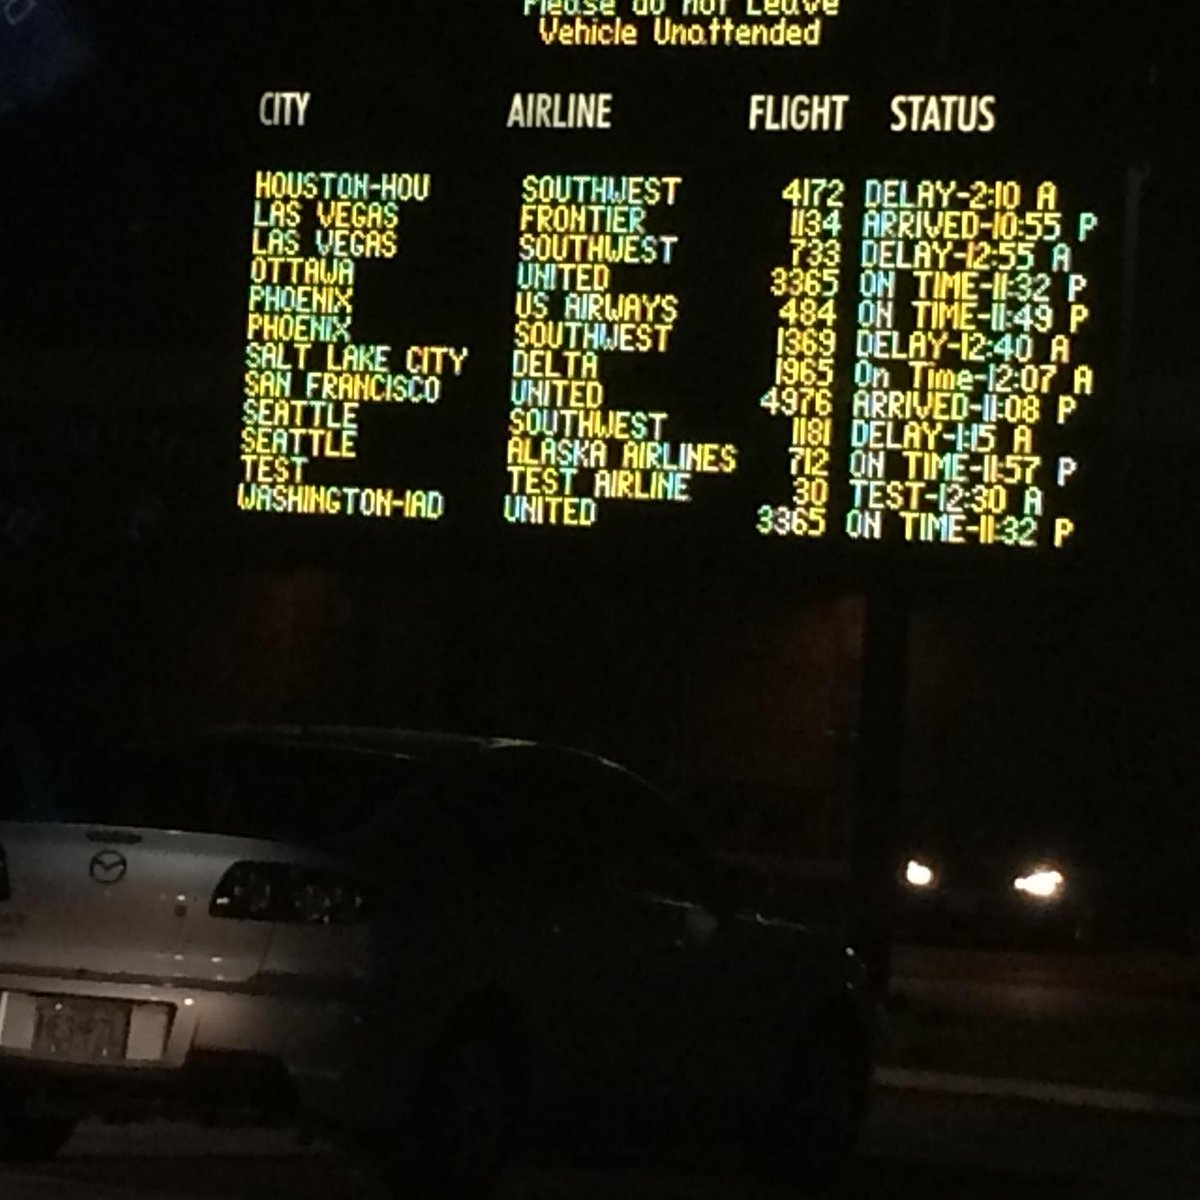 Please do Not Leave
Vehicle Unattended
CITY AIRLINE FLIGHT STATUS
HOUSTON-HOU SOUTHWEST 4172 DELAY-2:10 A
LAS VEGAS FRONTIER 1134 ARRIVED-10:55 P
LAS VEGAS SOUTHWEST 733 DELAY-12:55 A
OTTAWA UNITED 3365 ON TIME-11:32 P
PHOENIX US AIRWAYS 484 ON TIME-11:49 P
PHOENIX SOUTHWEST 1369 DELAY-12:40 A
SALT LAKE CITY DELTA 1965 On Time-12:07 A
SAN FRANCISCO UNITED 4976 ARRIVED-11:08 P
SEATTLE SOUTHWEST 1181 DELAY-1:15 A
SEATTLE ALASKA AIRLINES 712 ON TIME-11:57 P
TEST TEST AIRLINE 30 TEST-12:30 A
WASHINGTON-IAD UNITED 3365 ON TIME-11:32 P